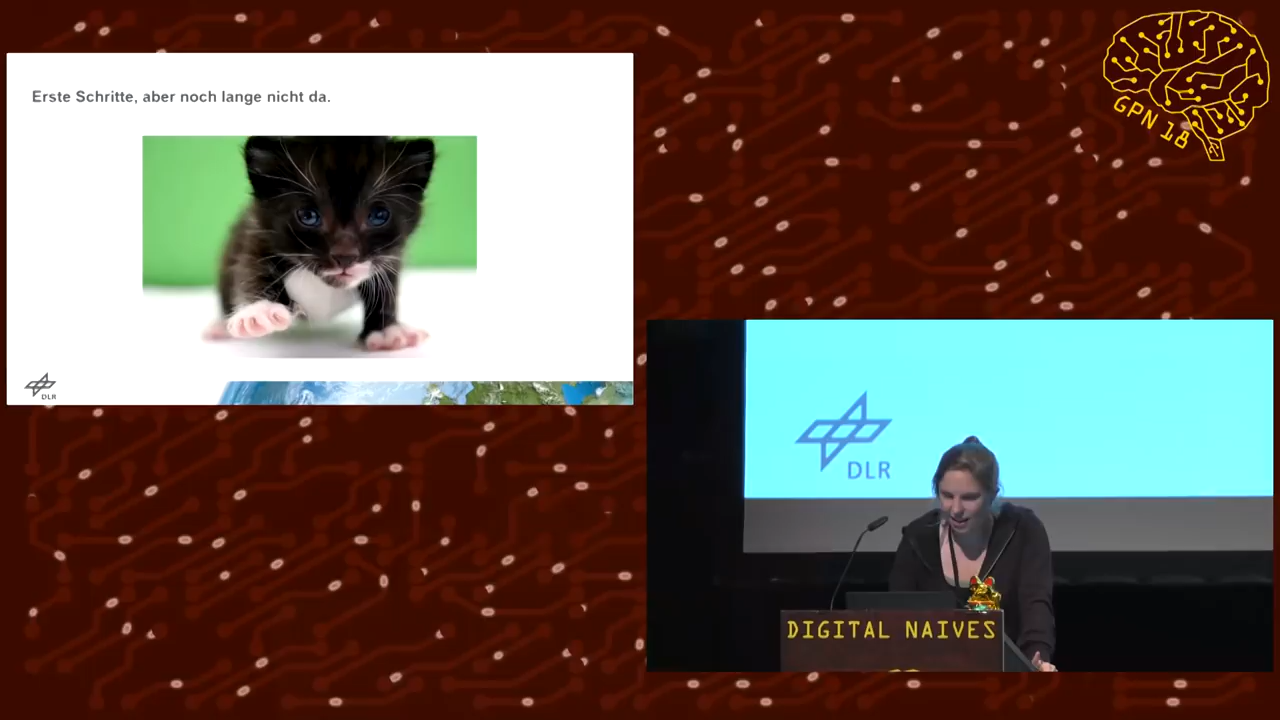 Erste Schritte, aber noch lange nicht da.
DLR
GPN 18
DLR
DIGITAL NAIVES